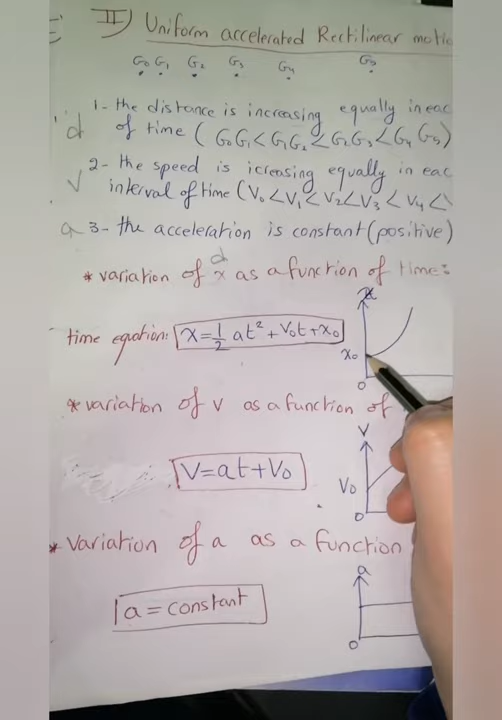 II) Uniform accelerated Rectilinear motio
G₀ G₁ G₂ G₃ G₄ G₅
1- the distance is increasing equally in eac
d of time (G₀G₁<G₁G₂<G₂G₃<G₄G₅)
2- the speed is icreasing equally in eac
V interval of time (V₀<V₁<V₂<V₃<V₄<
a 3- the acceleration is constant (positive)
d
* variation of x as a function of time:
x
time equation: x=1/2 at²+V₀t+x₀
x₀
0
* variation of v as a function of
V
V=at+V₀
V₀
0
* variation of a as a function
a
a = constant
0